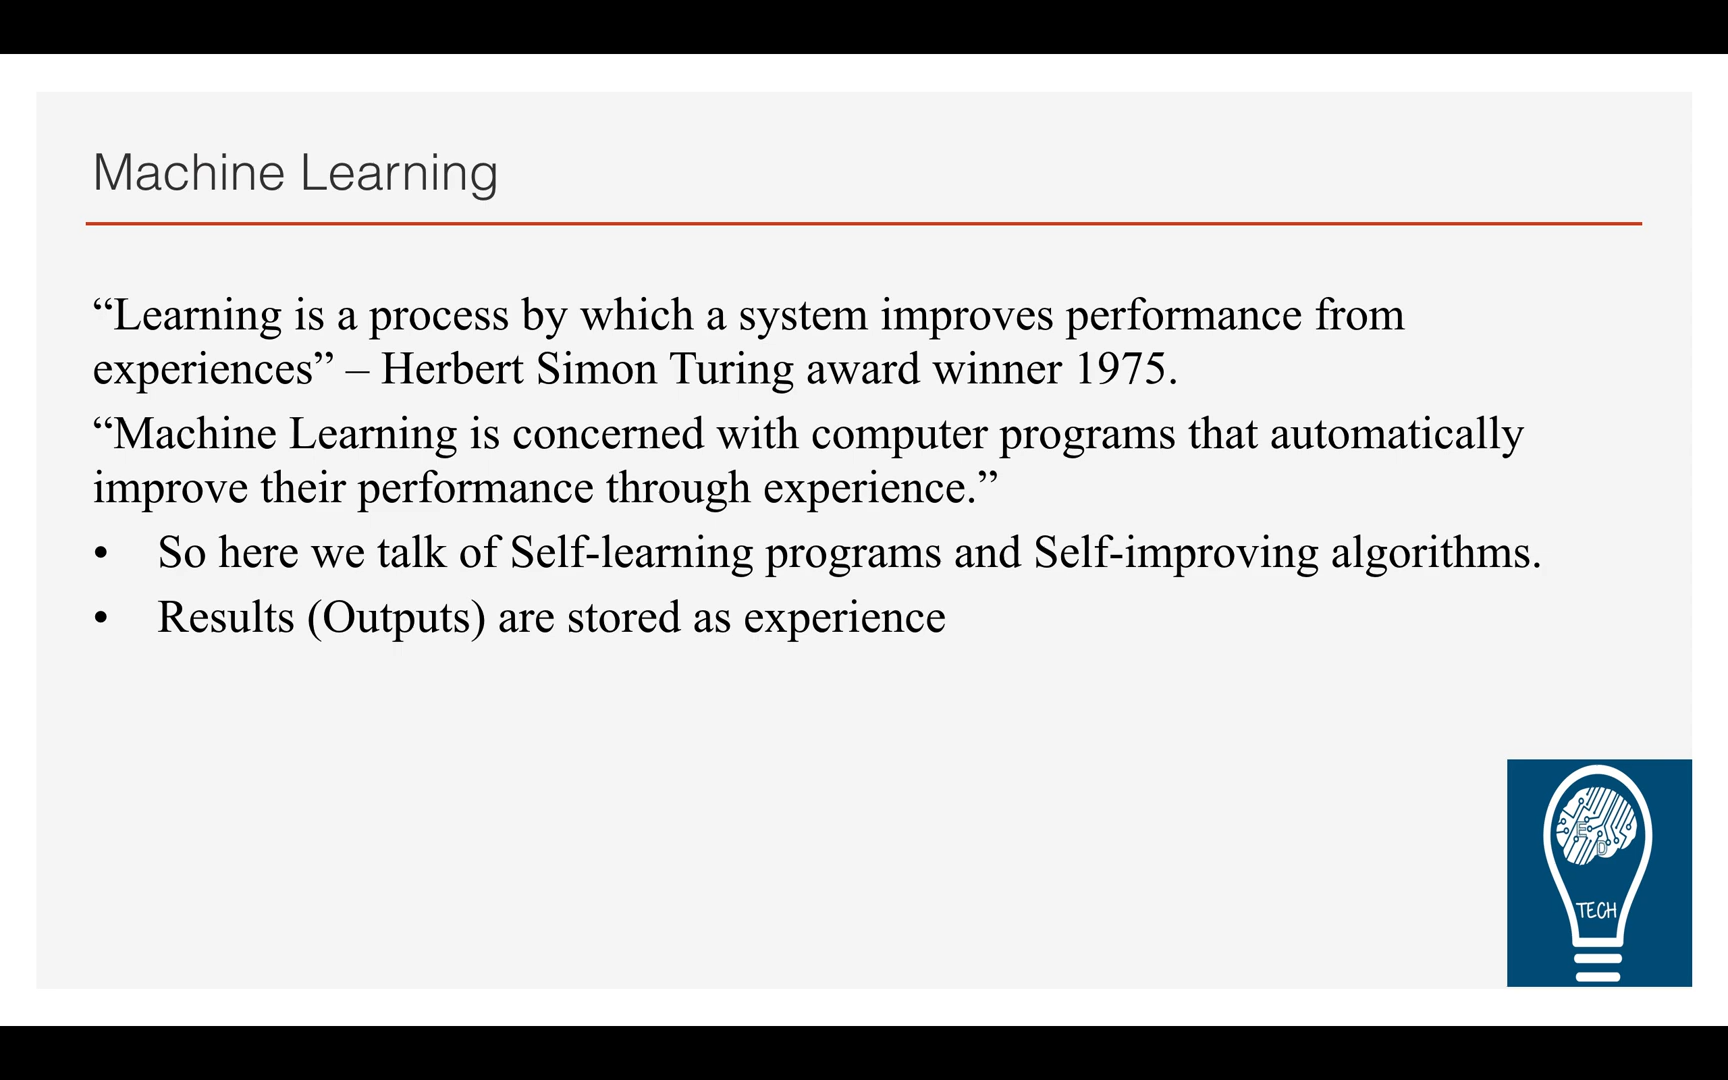 Machine Learning
“Learning is a process by which a system improves performance from
experiences” – Herbert Simon Turing award winner 1975.
“Machine Learning is concerned with computer programs that automatically
improve their performance through experience.”
• So here we talk of Self-learning programs and Self-improving algorithms.
• Results (Outputs) are stored as experience
E
D
TECH